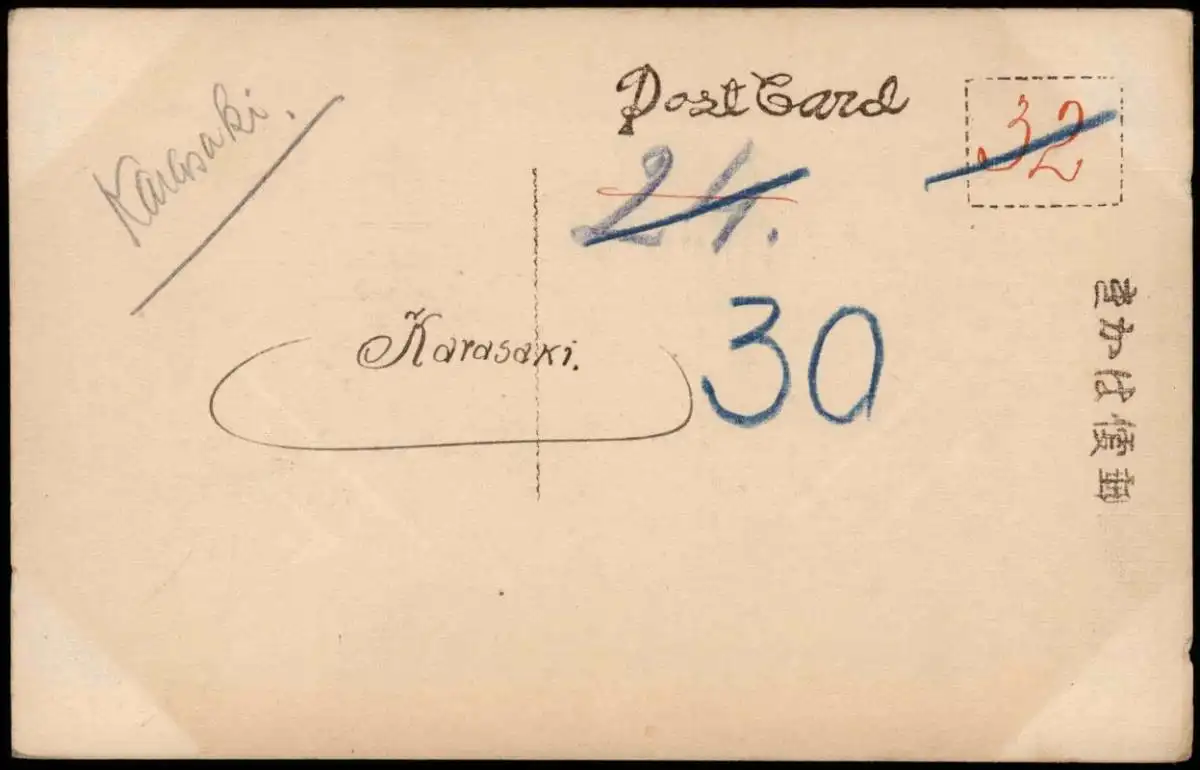 Karasaki.
Post Card
32
24.
Karasaki.
30
きかは便郵